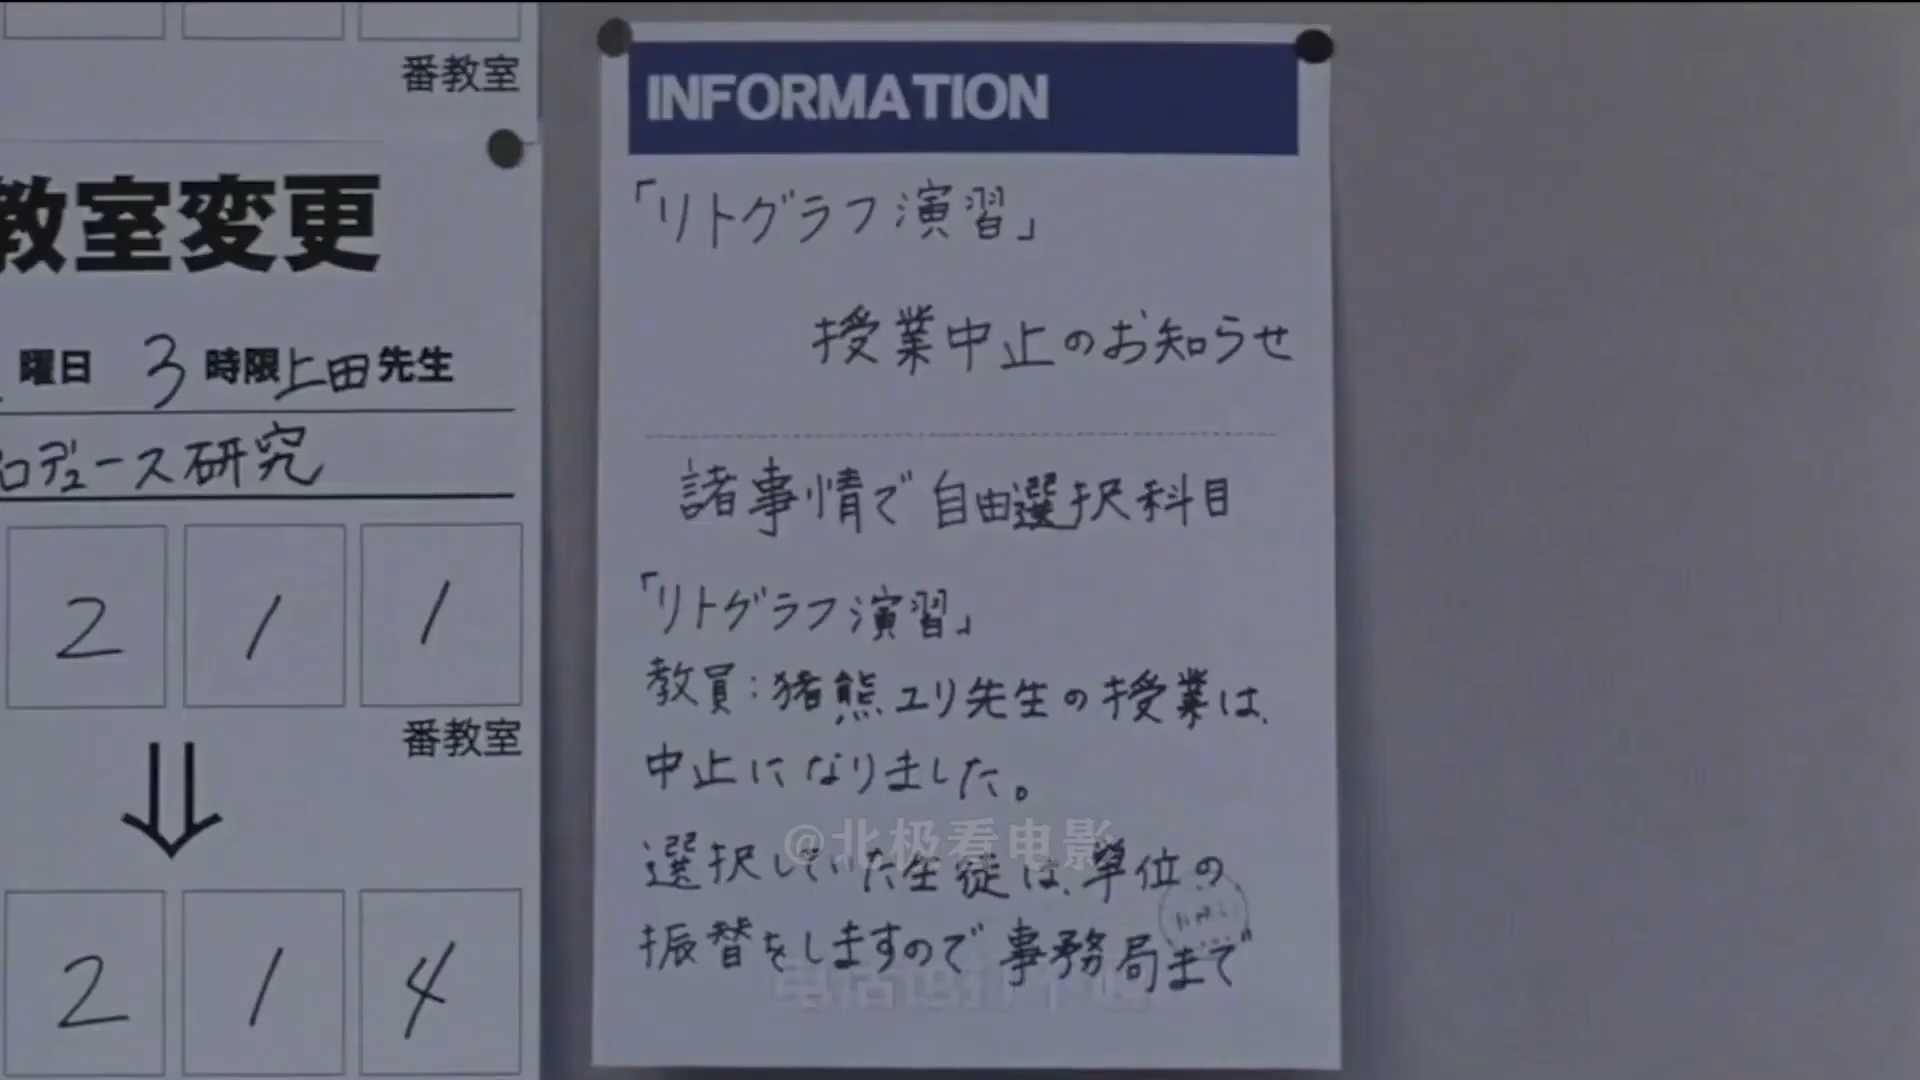 番教室
教室変更
曜日 3 時限 上田 先生
ロデュース研究
2 1 1
番教室
⇓
2 1 4
INFORMATION
「リトグラフ演習」
授業中止のお知らせ
諸事情で自由選択科目
「リトグラフ演習」
教員:猪熊ユリ先生の授業は、
中止になりました。
選択していた生徒は、単位の
振替をしますので事務局まで
@北极看电影